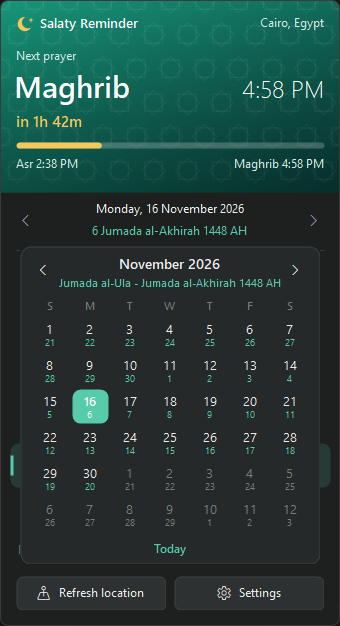 Salaty Reminder Cairo, Egypt
Next prayer
Maghrib 4:58 PM
in 1h 42m
Asr 2:38 PM Maghrib 4:58 PM
Monday, 16 November 2026
6 Jumada al-Akhirah 1448 AH
November 2026
Jumada al-Ula - Jumada al-Akhirah 1448 AH
S M T W T F S
1 2 3 4 5 6 7
21 22 23 24 25 26 27
8 9 10 11 12 13 14
28 29 30 1 2 3 4
15 16 17 18 19 20 21
5 6 7 8 9 10 11
22 23 24 25 26 27 28
12 13 14 15 16 17 18
29 30 1 2 3 4 5
19 20 21 22 23 24 25
6 7 8 9 10 11 12
26 27 28 29 1 2 3
Today
Refresh location Settings